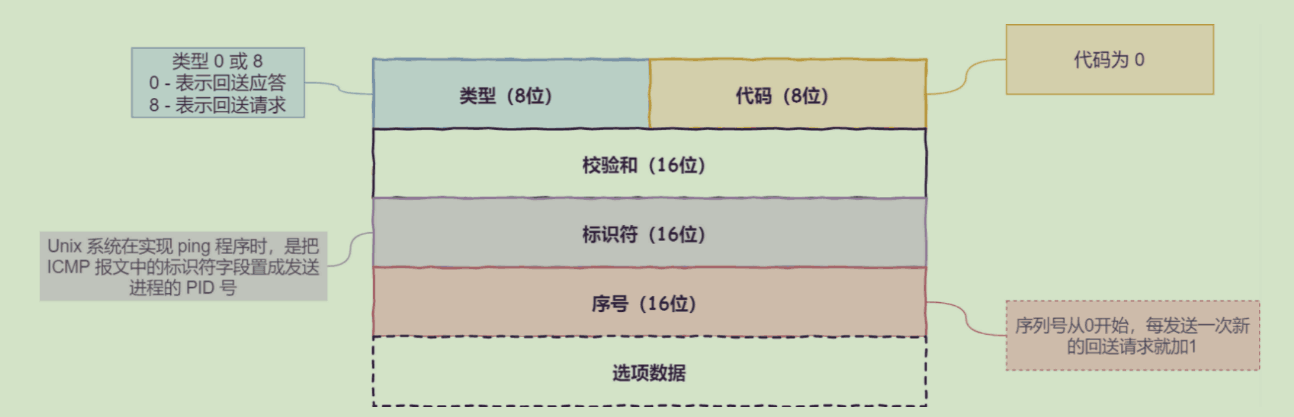 类型 0 或 8
0 - 表示回送应答
8 - 表示回送请求
类型（8位）
代码（8位）
代码为 0
校验和（16位）
Unix 系统在实现 ping 程序时，是把
ICMP 报文中的标识符字段置成发送
进程的 PID 号
标识符（16位）
序号（16位）
序列号从0开始，每发送一次新
的回送请求就加1
选项数据